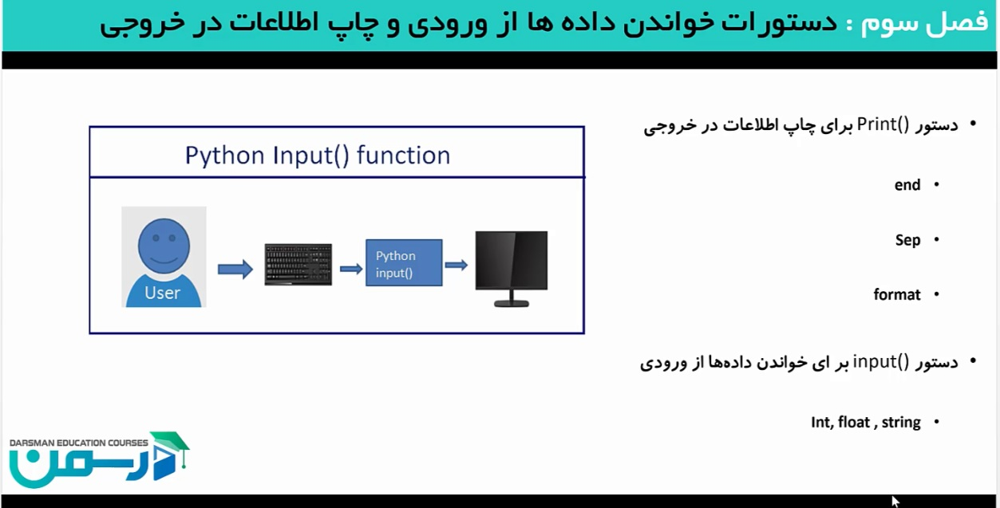 فصل سوم : دستورات خواندن داده ها از ورودی و چاپ اطلاعات در خروجی
• دستور Print() برای چاپ اطلاعات در خروجی
• end
• Sep
• format
• دستور input() بر ای خواندن داده‌ها از ورودی
• Int, float , string
Python Input() function
User
Python
input()
DARSMAN EDUCATION COURSES
درسمن